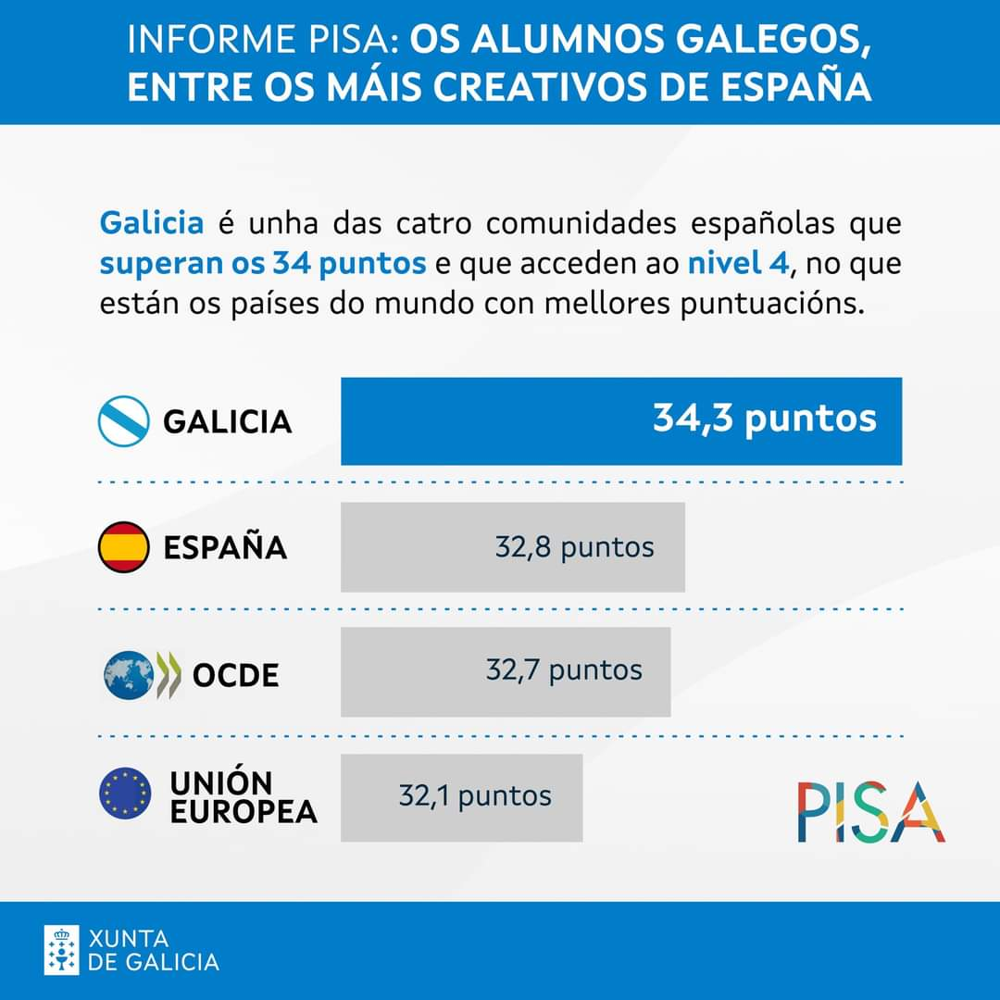 INFORME PISA: OS ALUMNOS GALEGOS,
ENTRE OS MÁIS CREATIVOS DE ESPAÑA
Galicia é unha das catro comunidades españolas que
superan os 34 puntos e que acceden ao nivel 4, no que
están os países do mundo con mellores puntuacións.
GALICIA
34,3 puntos
ESPAÑA
32,8 puntos
OCDE
32,7 puntos
UNIÓN
EUROPEA
32,1 puntos
PISA
XUNTA
DE GALICIA